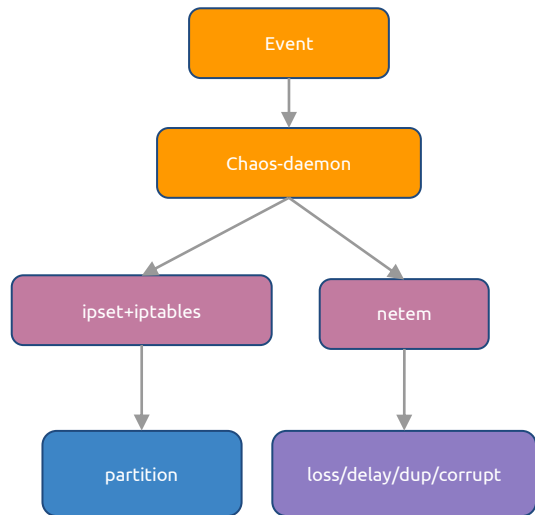 Event
Chaos-daemon
ipset+iptables
netem
partition
loss/delay/dup/corrupt